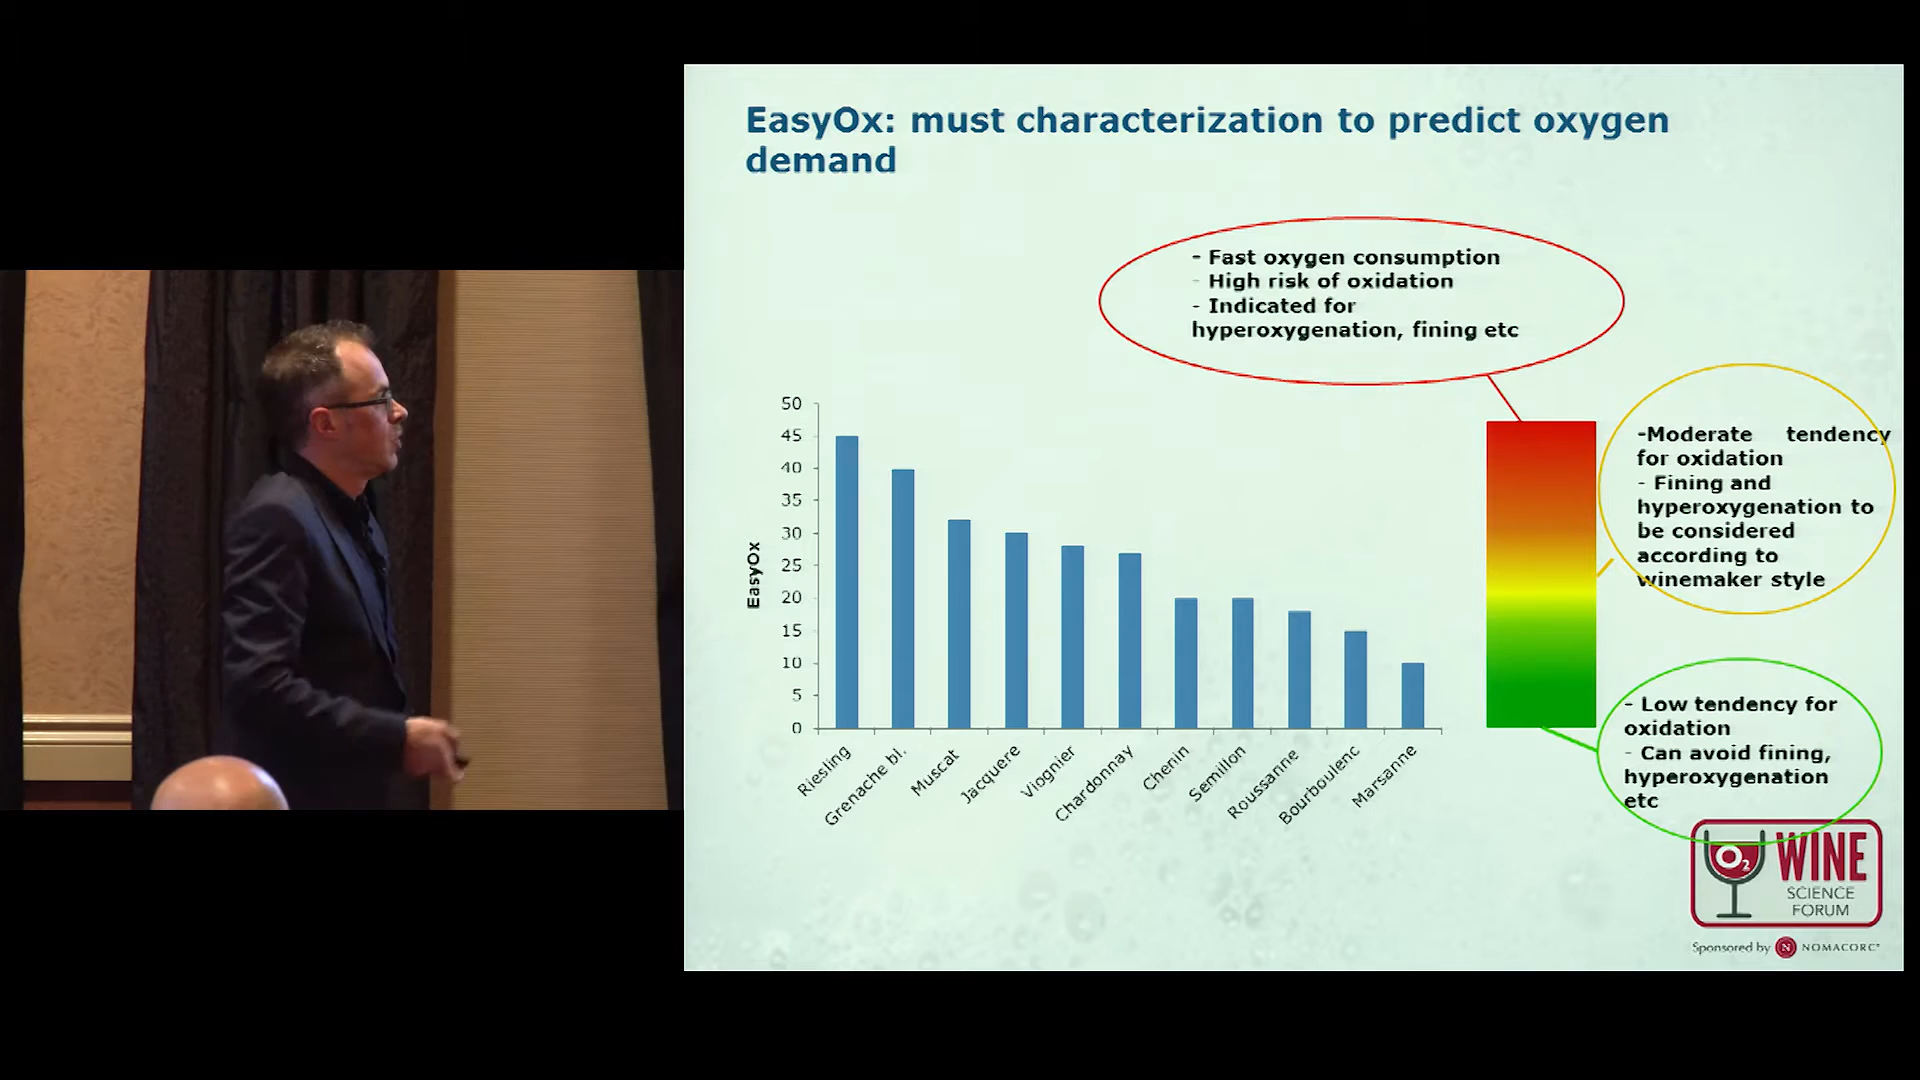 EasyOx: must characterization to predict oxygen
demand
- Fast oxygen consumption
- High risk of oxidation
- Indicated for
hyperoxygenation, fining etc
-Moderate tendency
for oxidation
- Fining and
hyperoxygenation to
be considered
according to
winemaker style
- Low tendency for
oxidation
- Can avoid fining,
hyperoxygenation
etc
50
45
40
35
30
25
20
15
10
5
0
EasyOx
Riesling
Grenache bl.
Muscat
Jacquere
Viognier
Chardonnay
Chenin
Semillon
Roussanne
Bourboulenc
Marsanne
O2 WINE
SCIENCE
FORUM
Sponsored by N NOMACORC